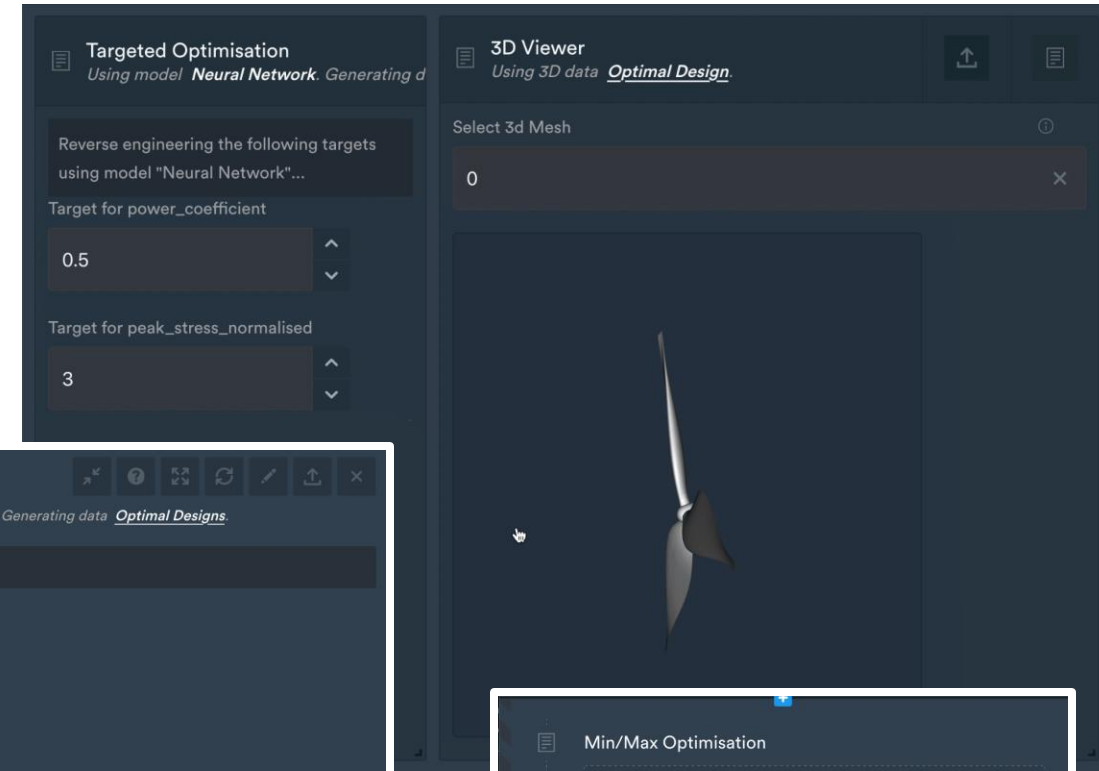 Targeted Optimisation
Using model Neural Network. Generating d
Reverse engineering the following targets
using model "Neural Network"...
Target for power_coefficient
0.5
Target for peak_stress_normalised
3
3D Viewer
Using 3D data Optimal Design.
Select 3d Mesh
0
Generating data Optimal Designs.
Min/Max Optimisation